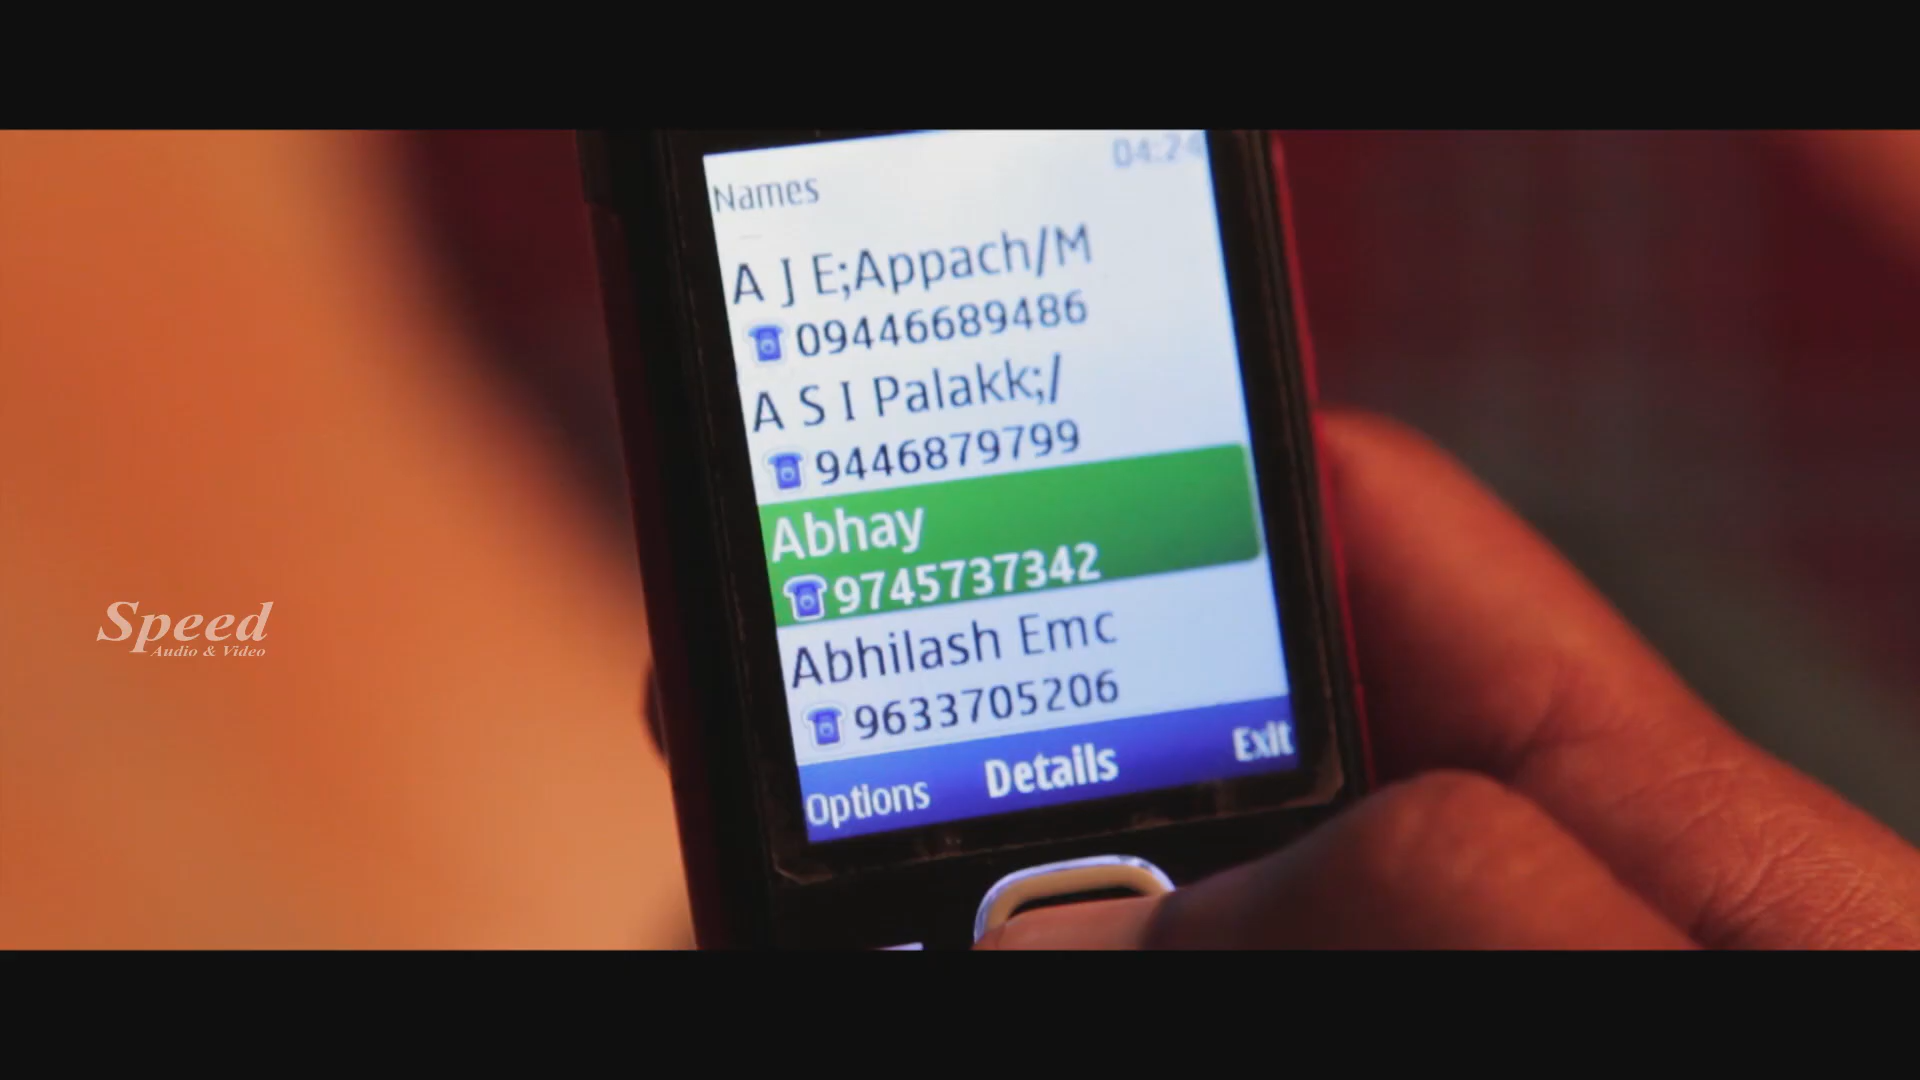 04:24
Names
A J E;Appach/M
09446689486
A S I Palakk;/
9446879799
Abhay
9745737342
Abhilash Emc
9633705206
Options Details Exit
Speed
Audio & Video